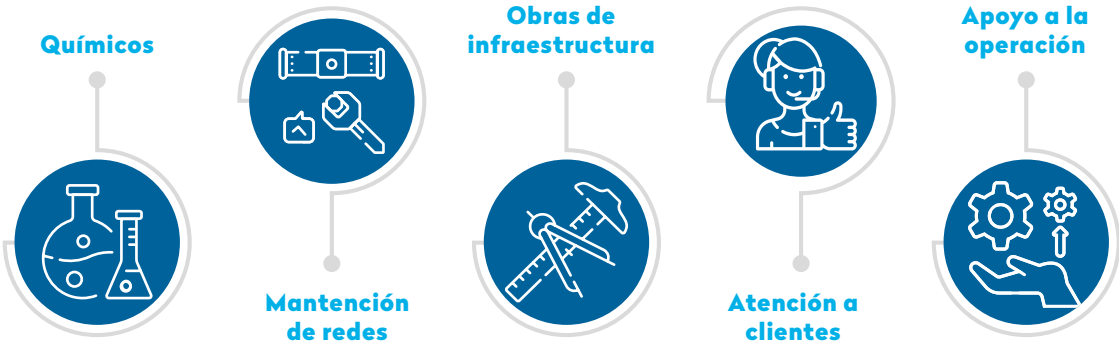 Químicos
Mantención
de redes
Obras de
infraestructura
Atención a
clientes
Apoyo a la
operación